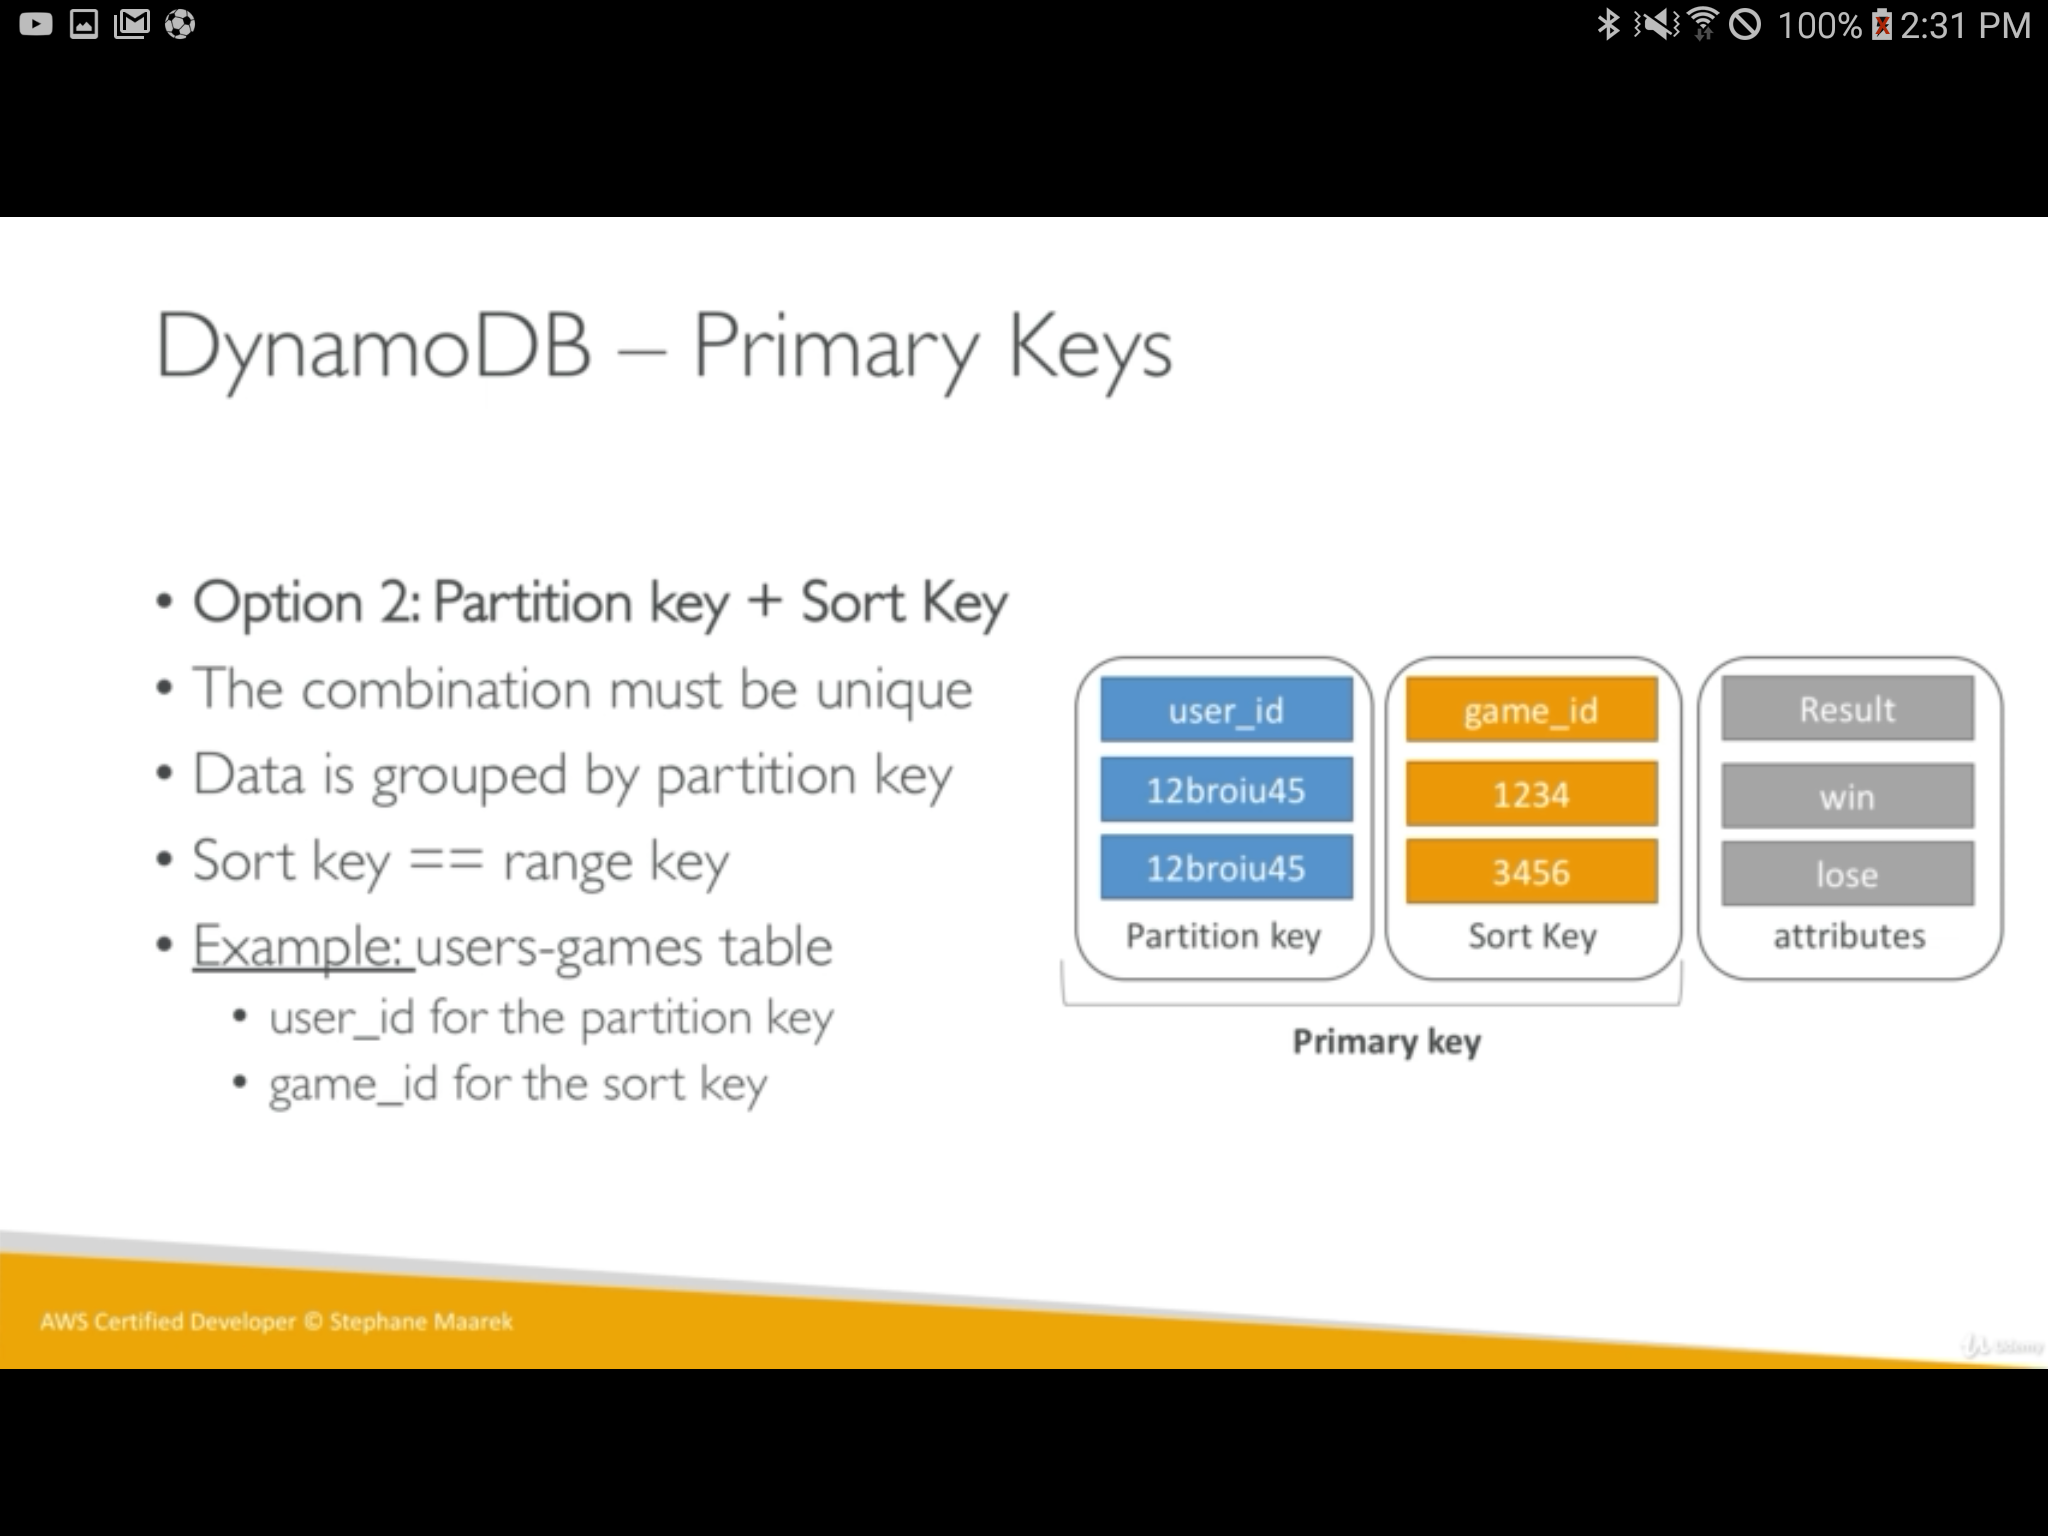 100% 2:31 PM
DynamoDB – Primary Keys
• Option 2: Partition key + Sort Key
• The combination must be unique
• Data is grouped by partition key
• Sort key == range key
• Example: users-games table
• user_id for the partition key
• game_id for the sort key
user_id game_id Result
12broiu45 1234 win
12broiu45 3456 lose
Partition key Sort Key attributes
Primary key
AWS Certified Developer © Stephane Maarek
Udemy